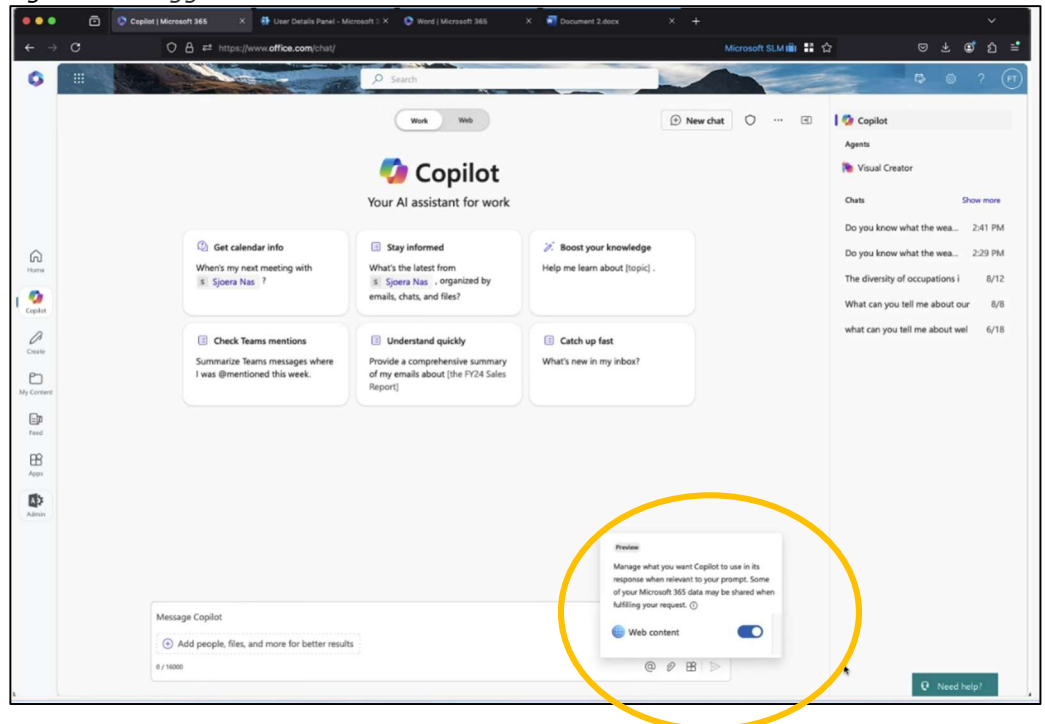 Copilot | Microsoft 365
User Details Panel - Microsoft 3
Word | Microsoft 365
Document 2.docx
https://www.office.com/chat/
Microsoft SLM
Search
FT
Work
Web
New chat
Copilot
Your AI assistant for work
Get calendar info
When's my next meeting with
S Sjoera Nas ?
Stay informed
What's the latest from
S Sjoera Nas , organized by
emails, chats, and files?
Boost your knowledge
Help me learn about [topic] .
Check Teams mentions
Summarize Teams messages where
I was @mentioned this week.
Understand quickly
Provide a comprehensive summary
of my emails about [the FY24 Sales
Report]
Catch up fast
What's new in my inbox?
Home
Copilot
Create
My Content
Feed
Apps
Admin
Copilot
Agents
Visual Creator
Chats
Show more
Do you know what the wea... 2:41 PM
Do you know what the wea... 2:29 PM
The diversity of occupations i 8/12
What can you tell me about our 8/8
what can you tell me about wel 6/18
Preview
Manage what you want Copilot to use in its
response when relevant to your prompt. Some
of your Microsoft 365 data may be shared when
fulfilling your request.
Web content
Message Copilot
Add people, files, and more for better results
0 / 16000
Need help?